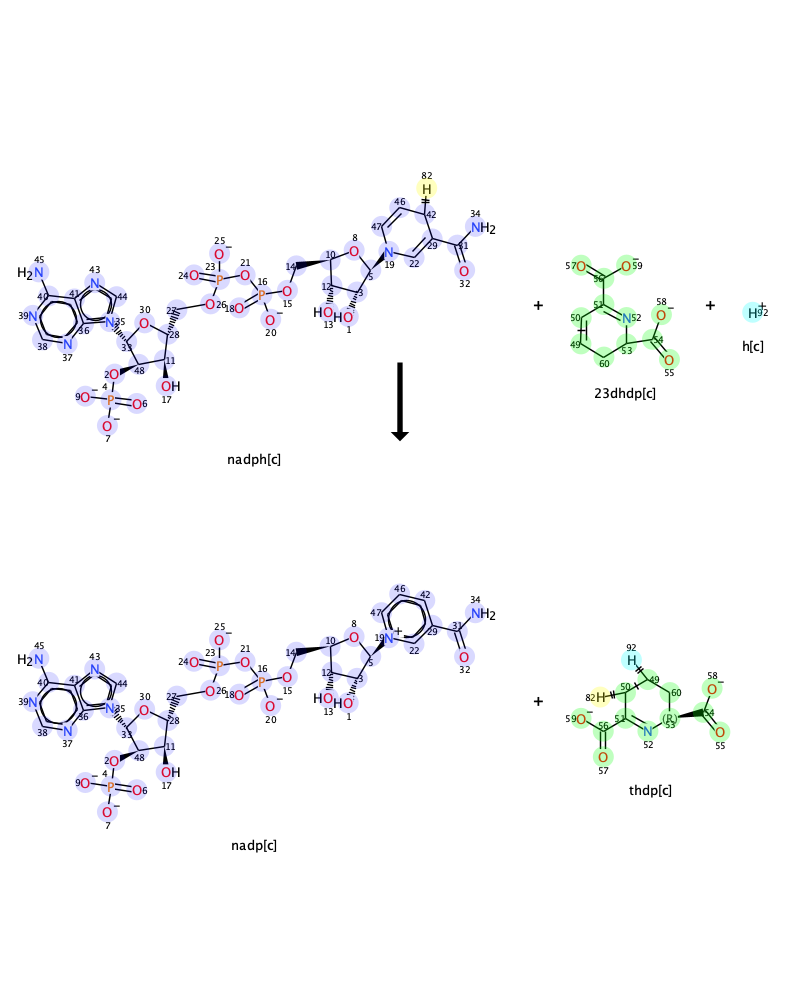 82
H
46
42
34
NH2
47
29
31
25
O−
8
O
10
N
19
22
O
32
45
H2N
43
N
44
24
O
23
P
21
O
14
16
P
O
15
18
O
26
O
20
O−
12
3
5
HO
13
HO
1
40
41
39
N
N
35
36
38
N
37
30
O
27
28
33
11
48
2
O
OH
17
4
P
9
O−
O
6
O−
7
nadph[c]
+
57
O
O−
59
56
51
50
N
52
58
O−
49
53
54
60
O
55
23dhdp[c]
+
H+
92
h[c]
46
42
34
NH2
47
29
31
25
O−
8
O
10
19
N
+
22
O
32
45
H2N
43
N
44
24
O
23
P
21
O
14
16
P
O
15
18
O
26
O
20
O−
12
3
5
HO
13
HO
1
40
41
39
N
N
35
36
38
N
37
30
O
27
28
33
11
48
2
O
OH
17
4
P
9
O−
O
6
O−
7
nadp[c]
+
92
H
49
50
60
58
O−
82
H
59
O−
51
(R)
53
54
56
N
52
O
55
O
57
thdp[c]